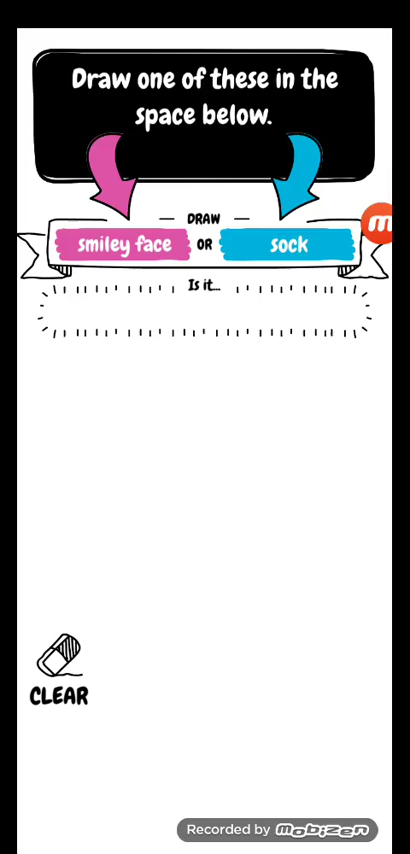 Draw one of these in the
space below.
DRAW
smiley face OR sock
Is it...
CLEAR
Recorded by mobizen